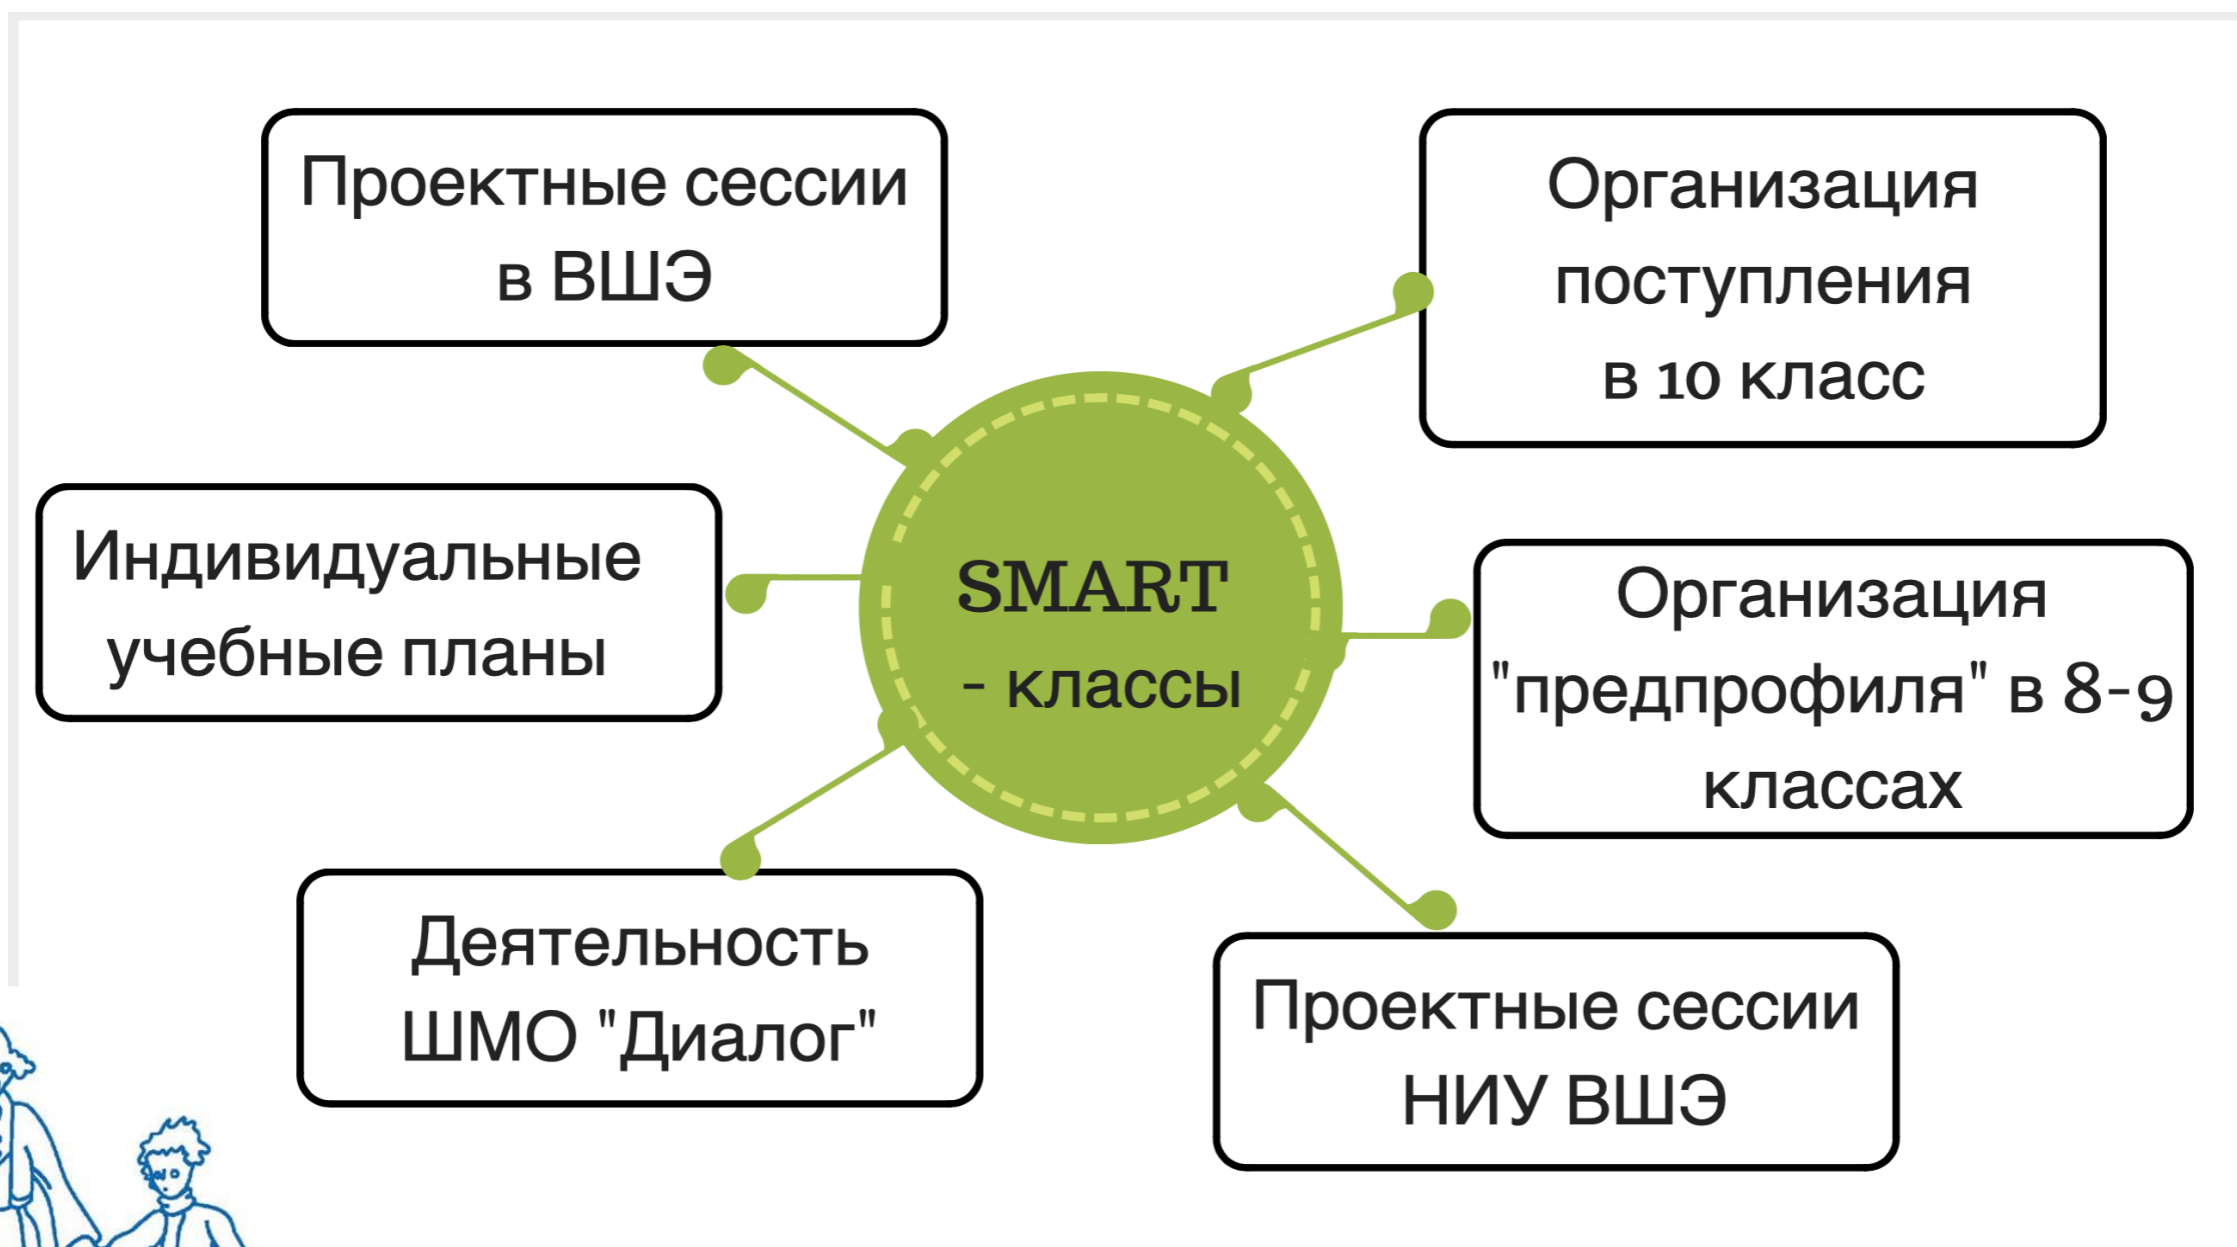 Проектные сессии
в ВШЭ
Организация
поступления
в 10 класс
Индивидуальные
учебные планы
SMART
- классы
Организация
"предпрофиля" в 8-9
классах
Деятельность
ШМО "Диалог"
Проектные сессии
НИУ ВШЭ